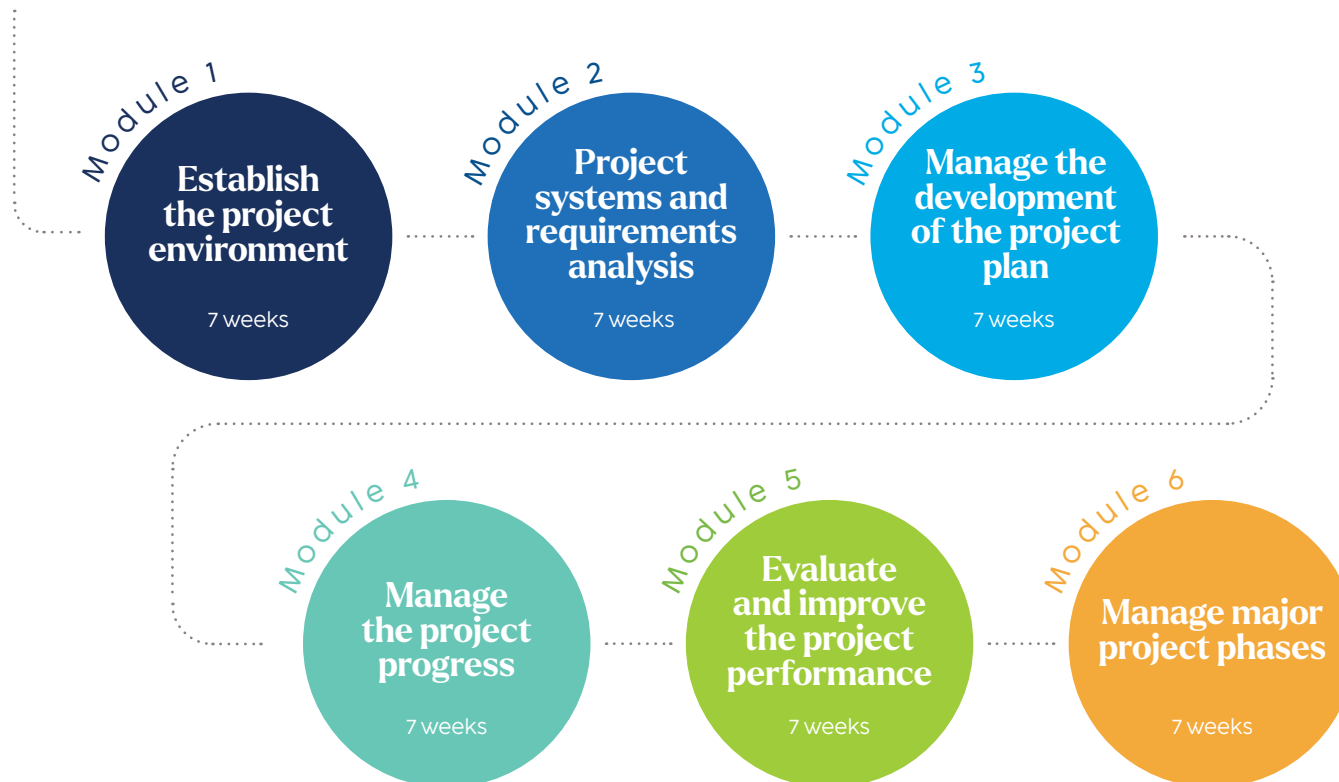 Module 1
Establish
the project
environment
7 weeks
Module 2
Project
systems and
requirements
analysis
7 weeks
Module 3
Manage the
development
of the project
plan
7 weeks
Module 4
Manage
the project
progress
7 weeks
Module 5
Evaluate
and improve
the project
performance
7 weeks
Module 6
Manage major
project phases
7 weeks